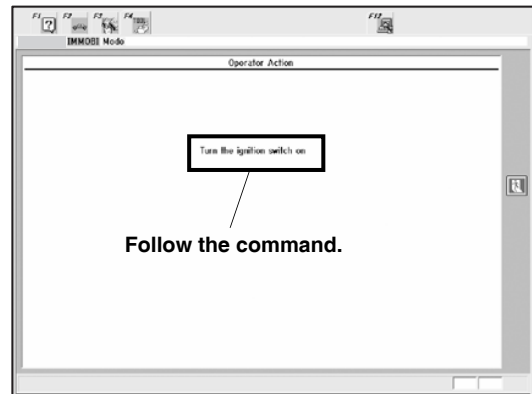 F1 F2 F3 F4 F12
IMMOBI Mode
Operator Action
Turn the ignition switch on
Follow the command.